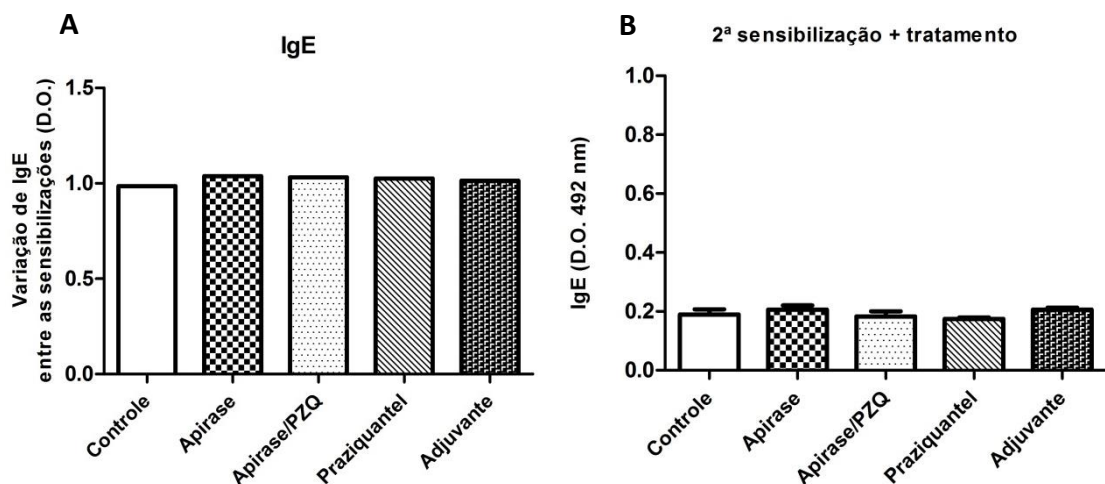 A
IgE
Variação de IgE
entre as sensibilizações (D.O.)
1.5
1.0
0.5
0.0
Controle
Apirase
Apirase/PZQ
Praziquantel
Adjuvante
B
2ª sensibilização + tratamento
IgE (D.O. 492 nm)
1.0
0.8
0.6
0.4
0.2
0.0
Controle
Apirase
Apirase/PZQ
Praziquantel
Adjuvante